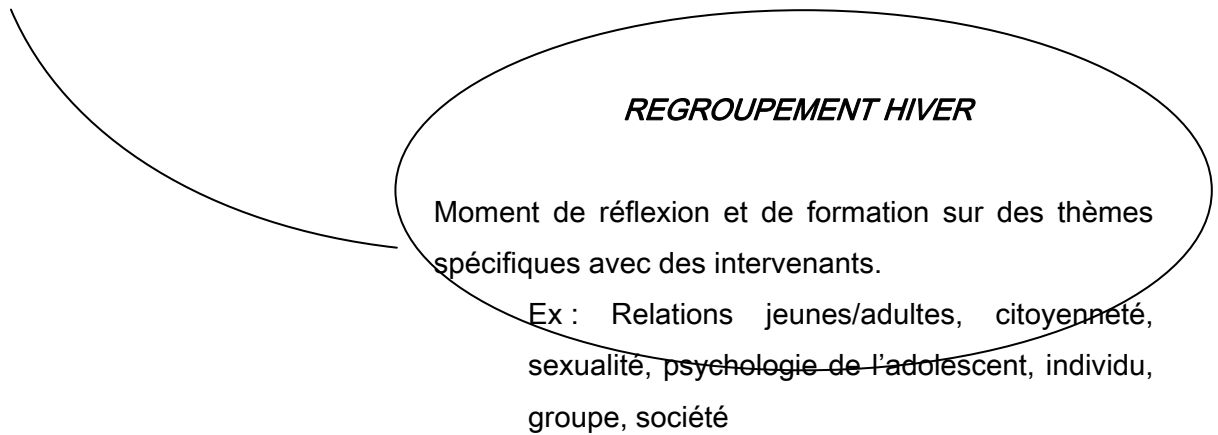 REGROUPEMENT HIVER
Moment de réflexion et de formation sur des thèmes
spécifiques avec des intervenants.
Ex : Relations jeunes/adultes, citoyenneté,
sexualité, psychologie de l’adolescent, individu,
groupe, société